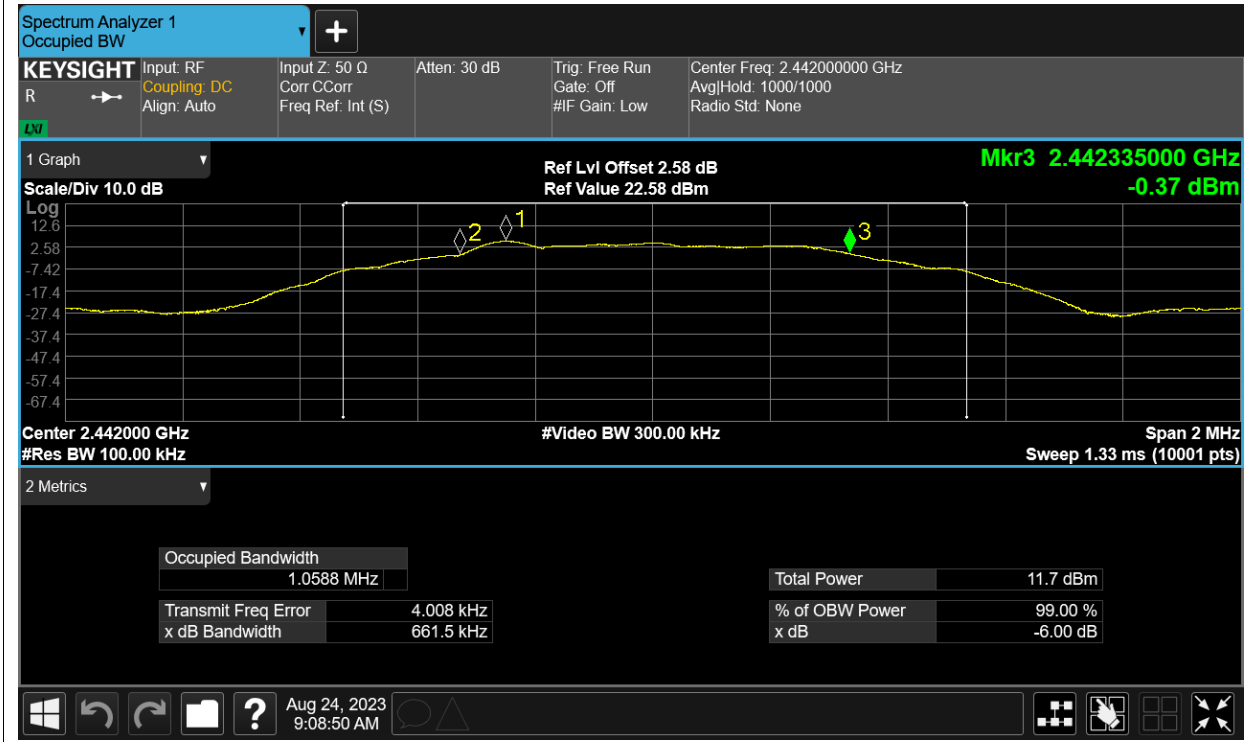 Spectrum Analyzer 1
Occupied BW
KEYSIGHT
R
LXI
Input: RF
Coupling: DC
Align: Auto
Input Z: 50 Ω
Corr CCorr
Freq Ref: Int (S)
Atten: 30 dB
Trig: Free Run
Gate: Off
#IF Gain: Low
Center Freq: 2.442000000 GHz
Avg|Hold: 1000/1000
Radio Std: None
1 Graph
Scale/Div 10.0 dB
Ref Lvl Offset 2.58 dB
Ref Value 22.58 dBm
Mkr3 2.442335000 GHz
-0.37 dBm
Log
12.6
2.58
-7.42
-17.4
-27.4
-37.4
-47.4
-57.4
-67.4
2
1
3
Center 2.442000 GHz
#Video BW 300.00 kHz
Span 2 MHz
#Res BW 100.00 kHz
Sweep 1.33 ms (10001 pts)
2 Metrics
Occupied Bandwidth
1.0588 MHz
Total Power 11.7 dBm
Transmit Freq Error 4.008 kHz
% of OBW Power 99.00 %
x dB Bandwidth 661.5 kHz
x dB -6.00 dB
?
Aug 24, 2023
9:08:50 AM